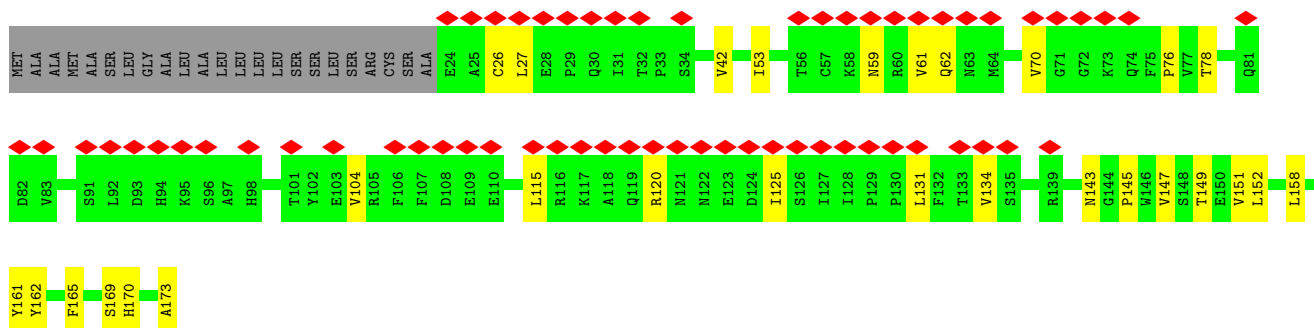 MET ALA ALA MET ALA ALA SER LEU GLY ALA LEU ALA LEU LEU LEU LEU SER SER LEU SER ARG CYS SER ALA E24 A25 C26 L27 E28 P29 Q30 I31 T32 P33 S34 V42 I53 T56 C57 K58 N59 R60 V61 Q62 N63 M64 V70 G71 G72 K73 Q74 F75 P76 V77 T78 Q81
D82 V83 S91 L92 D93 H94 K95 S96 A97 H98 T101 Y102 E103 V104 R105 F106 F107 D108 E109 E110 L115 R116 K117 A118 Q119 R120 N121 N122 E123 D124 I125 S126 I127 I128 P129 P130 L131 F132 T133 V134 S135 R139 N143 G144 P145 W146 V147 S148 T149 E150 V151 L152 L158
Y161 Y162 F165 S169 H170 A173